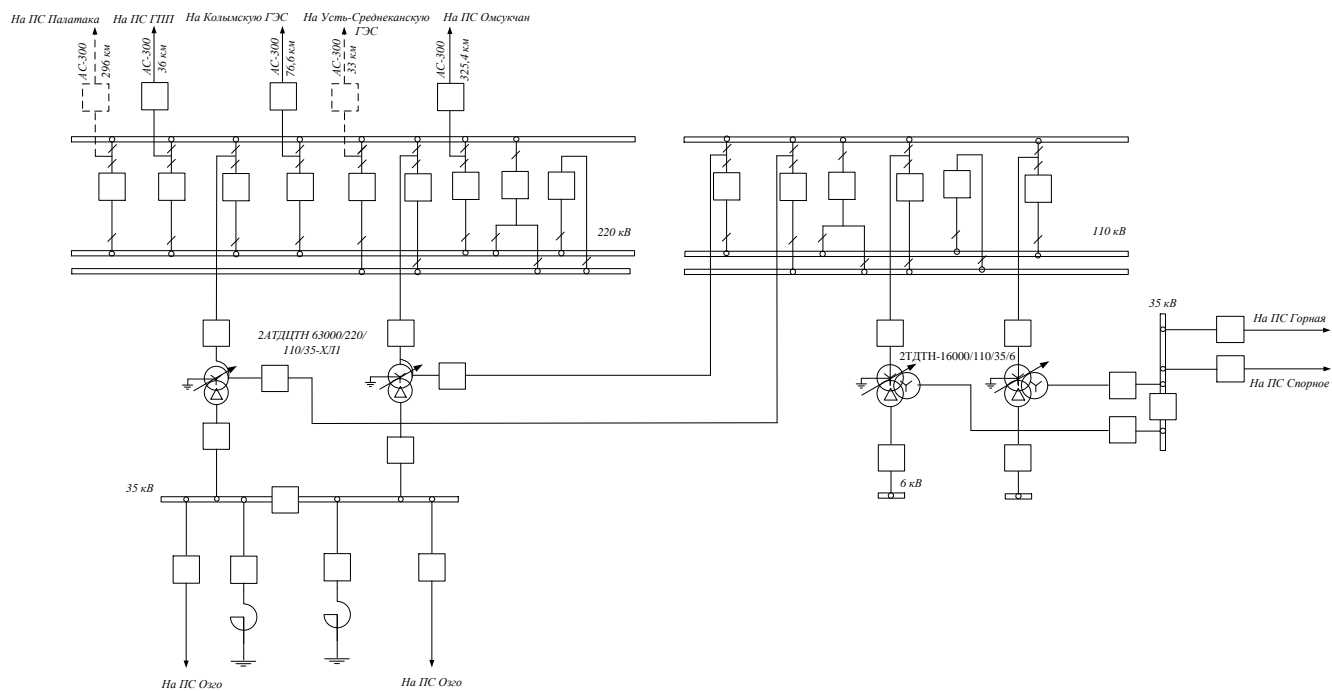 На ПС Палатака
На ПС ГПП
На Колымскую ГЭС
На Усть-Среднеканскую
ГЭС
На ПС Омсукчан
АС-300
296 км
АС-300
36 км
АС-300
76,6 км
АС-300
33 км
АС-300
325,4 км
220 кВ
110 кВ
2АТДЦТН 63000/220/
110/35-ХЛ1
2ТДТН-16000/110/35/6
35 кВ
На ПС Горная
На ПС Спорное
35 кВ
6 кВ
На ПС Озго
На ПС Озго